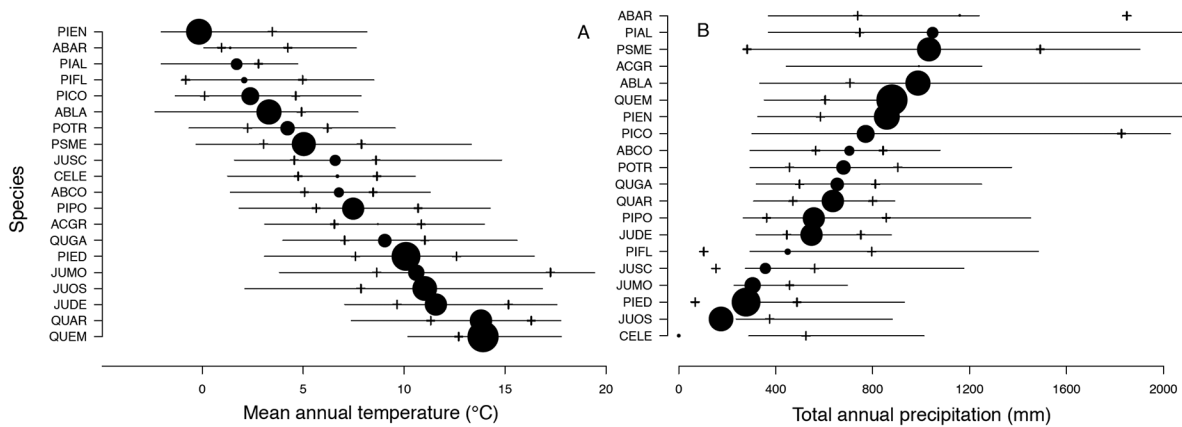 A
PIEN
ABAR
PIAL
PIFL
PICO
ABLA
POTR
PSME
JUSC
CELE
ABCO
PIPO
ACGR
QUGA
PIED
JUMO
JUOS
JUDE
QUAR
QUEM
Species
0 5 10 15 20
Mean annual temperature (°C)
B
ABAR
PIAL
PSME
ACGR
ABLA
QUEM
PIEN
PICO
ABCO
POTR
QUGA
QUAR
PIPO
JUDE
PIFL
JUSC
JUMO
PIED
JUOS
CELE
0 400 800 1200 1600 2000
Total annual precipitation (mm)